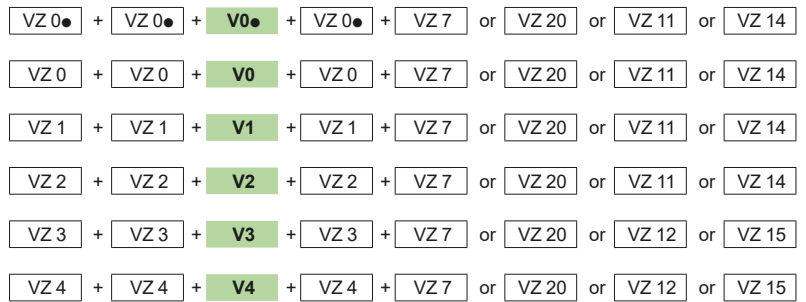 VZ 0● + VZ 0● + V0● + VZ 0● + VZ 7 or VZ 20 or VZ 11 or VZ 14
VZ 0 + VZ 0 + V0 + VZ 0 + VZ 7 or VZ 20 or VZ 11 or VZ 14
VZ 1 + VZ 1 + V1 + VZ 1 + VZ 7 or VZ 20 or VZ 11 or VZ 14
VZ 2 + VZ 2 + V2 + VZ 2 + VZ 7 or VZ 20 or VZ 11 or VZ 14
VZ 3 + VZ 3 + V3 + VZ 3 + VZ 7 or VZ 20 or VZ 12 or VZ 15
VZ 4 + VZ 4 + V4 + VZ 4 + VZ 7 or VZ 20 or VZ 12 or VZ 15